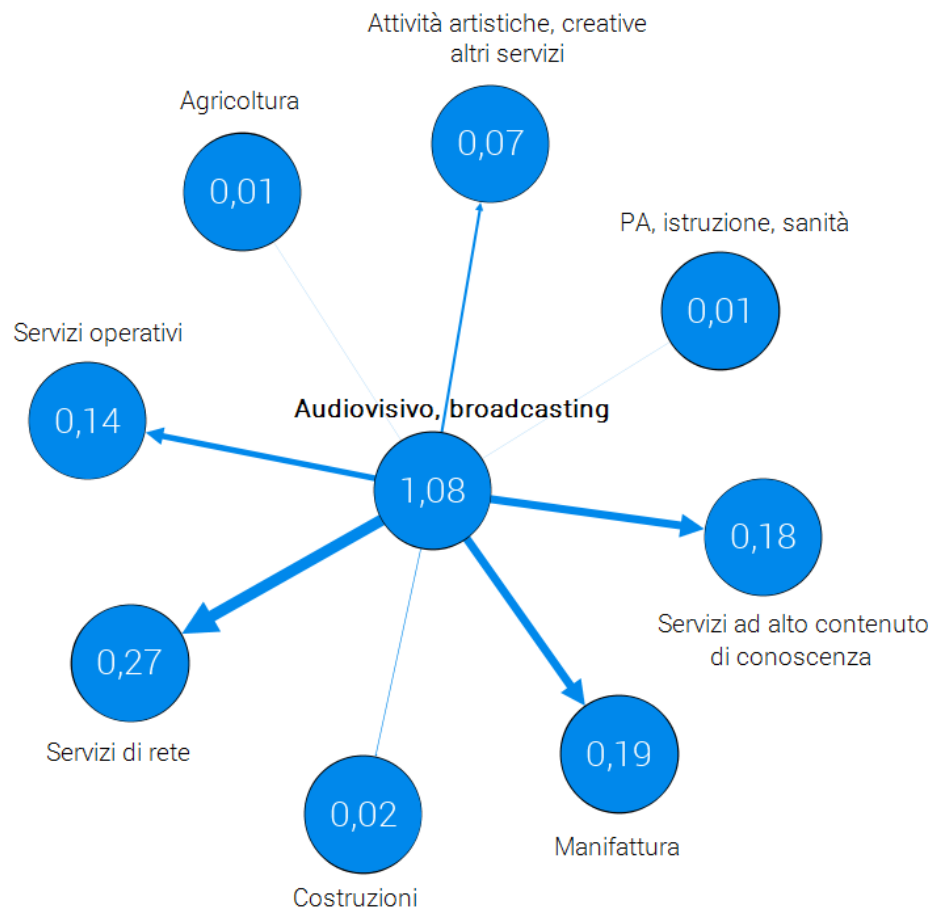 Attività artistiche, creative
altri servizi
0,07
Agricoltura
0,01
PA, istruzione, sanità
0,01
Servizi operativi
0,14
Audiovisivo, broadcasting
1,08
0,18
Servizi ad alto contenuto
di conoscenza
0,27
Servizi di rete
0,19
Manifattura
0,02
Costruzioni